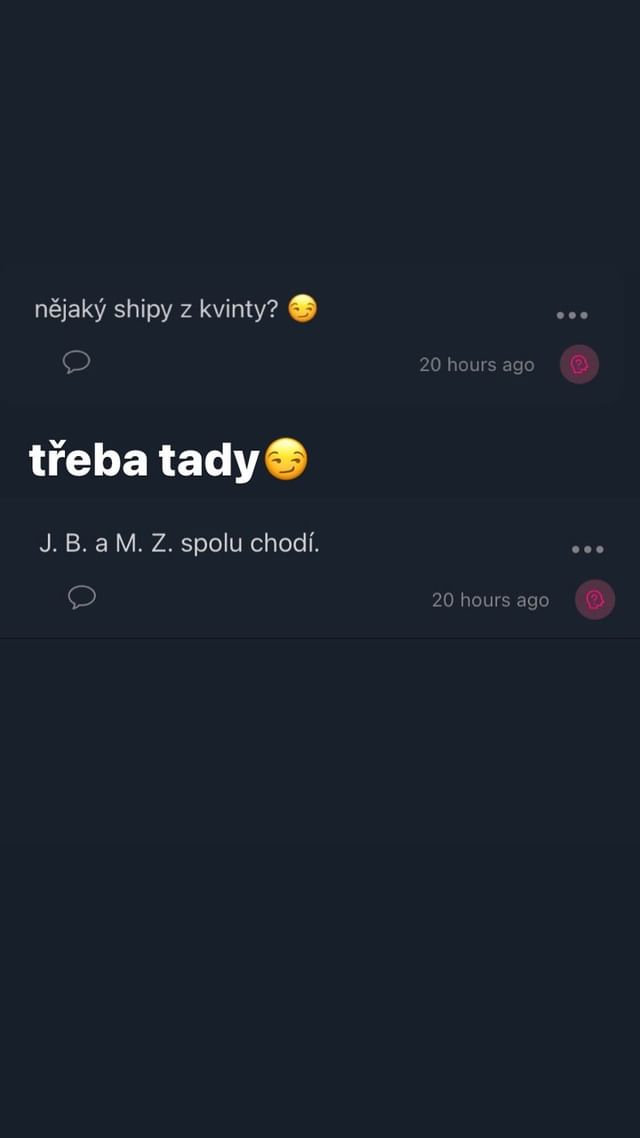 nějaký shipy z kvinty? 😏
20 hours ago
třeba tady😏
J. B. a M. Z. spolu chodí.
20 hours ago